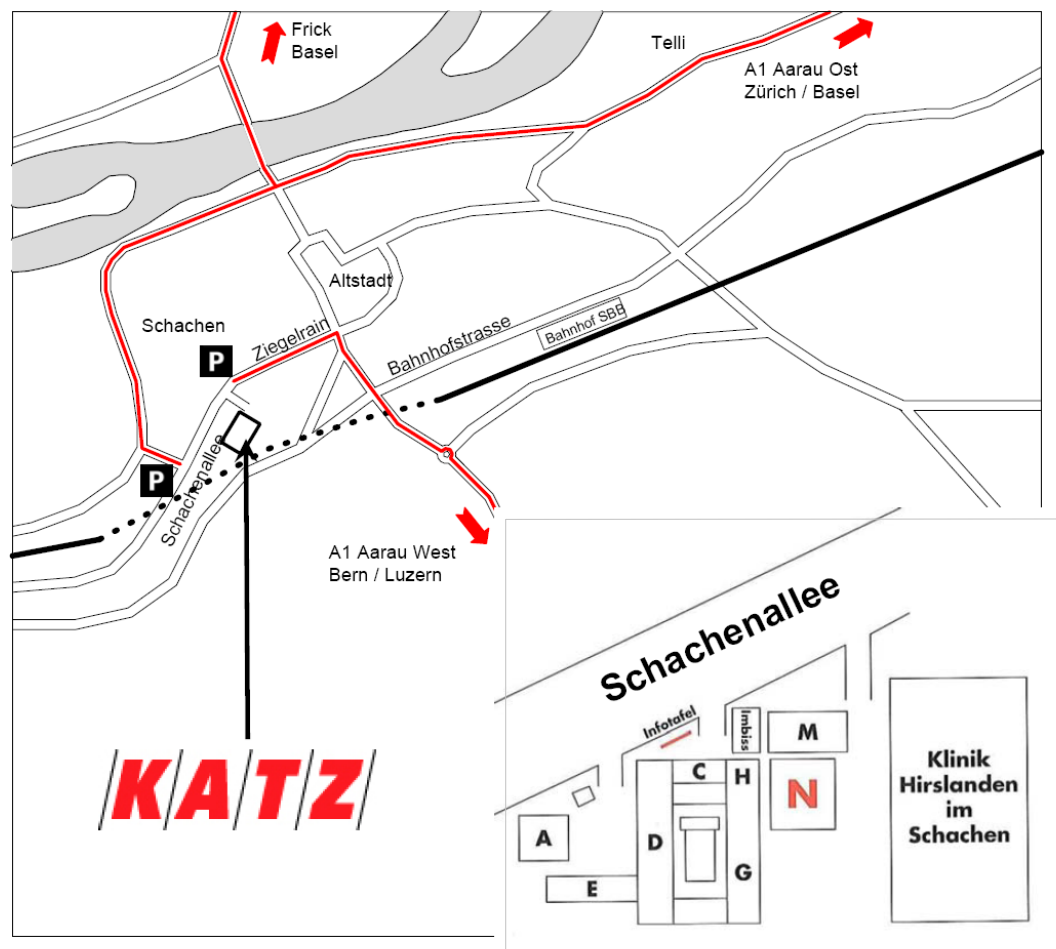 Frick
Basel
Telli
A1 Aarau Ost
Zürich / Basel
Altstadt
Schachen
Ziegelrain
Bahnhofstrasse
Bahnhof SBB
P
P
Schachenallee
A1 Aarau West
Bern / Luzern
KATZ
Schachenallee
Infotafel
Imbiss
M
C
H
N
Klinik
Hirslanden
im
Schachen
A
D
G
E